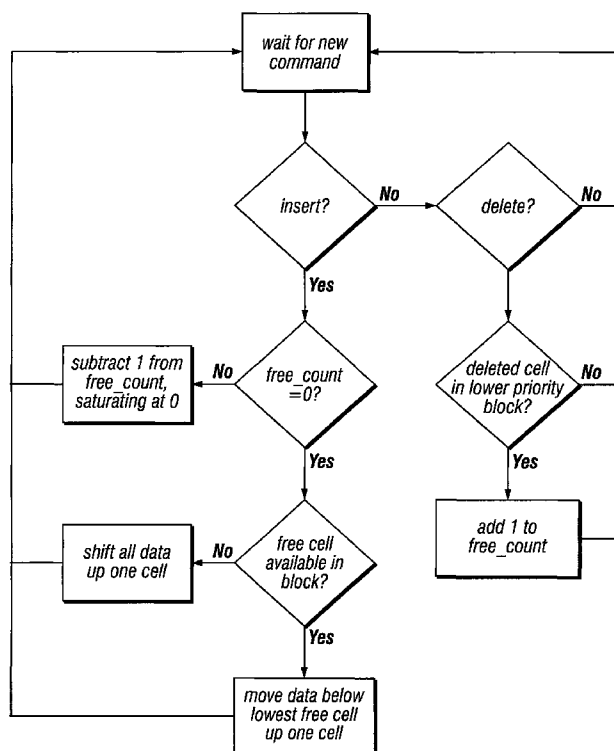 wait for new
command
insert?
No
delete?
No
Yes
subtract 1 from
free_count,
saturating at 0
No
free_count
=0?
deleted cell
in lower priority
block?
No
Yes
Yes
shift all data
up one cell
No
free cell
available in
block?
add 1 to
free_count
Yes
move data below
lowest free cell
up one cell